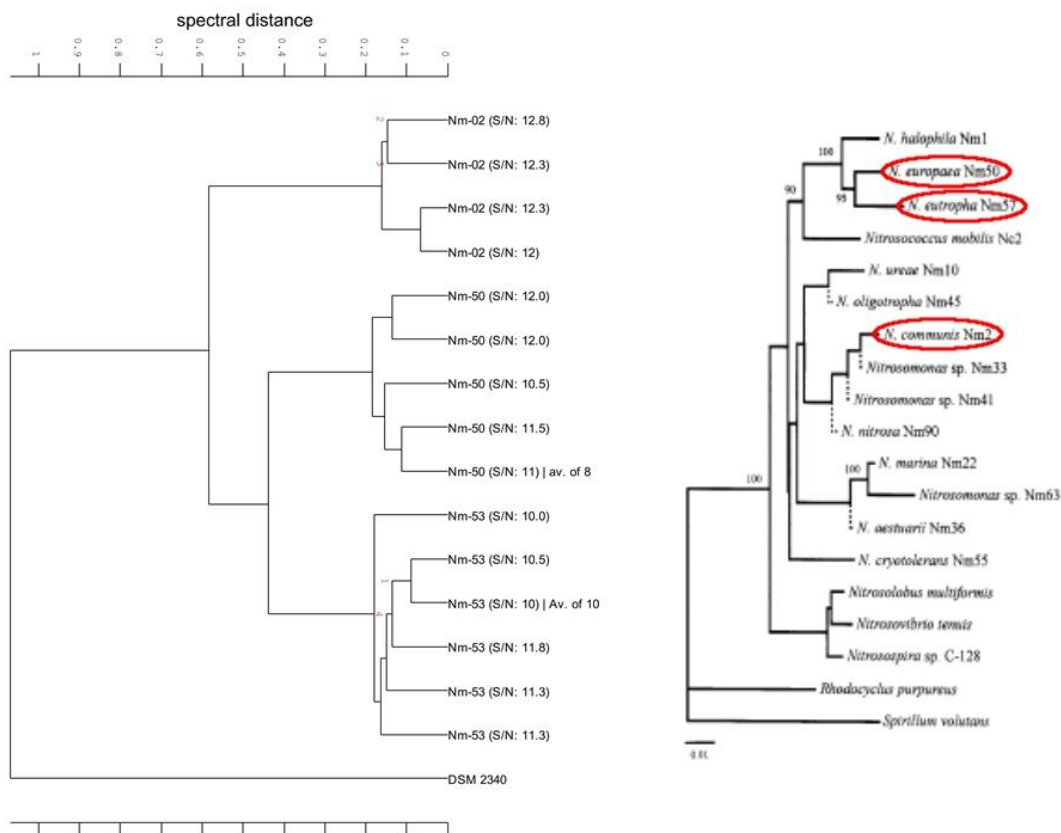 spectral distance
1 0.9 0.8 0.7 0.6 0.5 0.4 0.3 0.2 0.1 0
2
Nm-02 (S/N: 12.8)
3
Nm-02 (S/N: 12.3)
Nm-02 (S/N: 12.3)
Nm-02 (S/N: 12)
Nm-50 (S/N: 12.0)
Nm-50 (S/N: 12.0)
Nm-50 (S/N: 10.5)
Nm-50 (S/N: 11.5)
Nm-50 (S/N: 11) | av. of 8
Nm-53 (S/N: 10.0)
Nm-53 (S/N: 10.5)
1
Nm-53 (S/N: 10) | Av. of 10
4
Nm-53 (S/N: 11.8)
Nm-53 (S/N: 11.3)
Nm-53 (S/N: 11.3)
DSM 2340
N. halophila Nm1
100
N. europaea Nm50
90
95
N. eutropha Nm57
Nitrosococcus mobilis Nc2
N. ureae Nm10
N. oligotropha Nm45
N. communis Nm2
Nitrosomonas sp. Nm33
Nitrosomonas sp. Nm41
N. nitrosa Nm90
N. marina Nm22
100
100
Nitrosomonas sp. Nm63
N. aestuarii Nm36
N. cryotolerans Nm55
Nitrosolobus multiformis
Nitrosovibrio tenuis
Nitrosospira sp. C-128
Rhodocyclus purpureus
Spirillum volutans
0.01